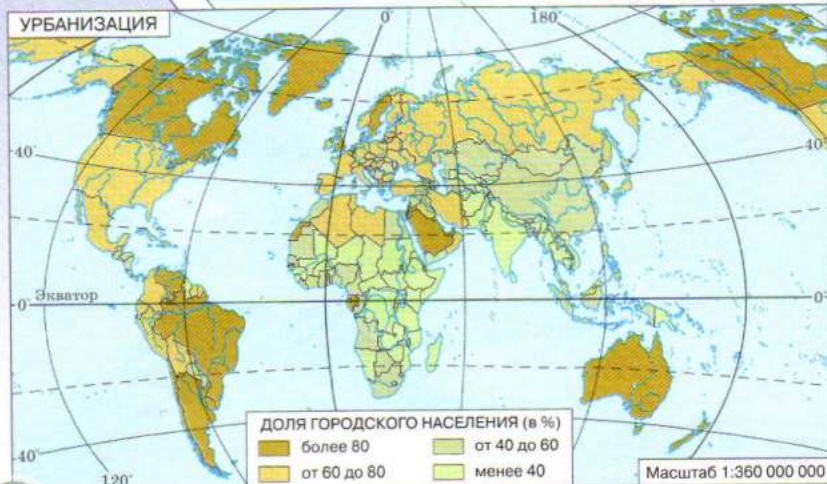 УРБАНИЗАЦИЯ
0°
180°
40°
40°
Экватор
0°
0°
40°
120°
ДОЛЯ ГОРОДСКОГО НАСЕЛЕНИЯ (в %)
более 80
от 40 до 60
от 60 до 80
менее 40
Масштаб 1:360 000 000